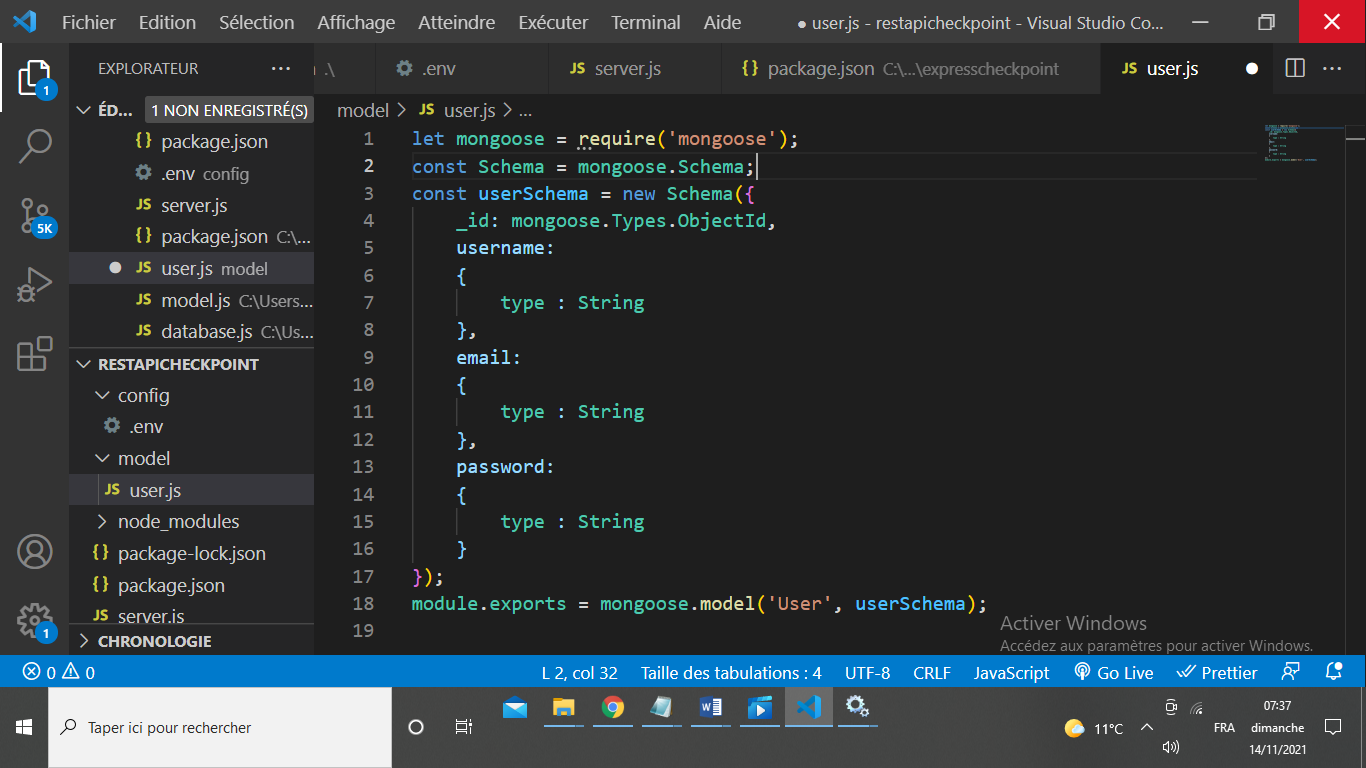 Fichier Edition Sélection Affichage Atteindre Exécuter Terminal Aide ● user.js - restapicheckpoint - Visual Studio Co...
EXPLORATEUR ...
.\ .env JS server.js {} package.json C:\...\expresscheckpoint JS user.js ● ...
ÉD... 1 NON ENREGISTRÉ(S)
{} package.json
.env config
JS server.js
{} package.json C:\...
● JS user.js model
JS model.js C:\Users...
JS database.js C:\Us...
RESTAPICHECKPOINT
config
.env
model
JS user.js
node_modules
{} package-lock.json
{} package.json
JS server.js
CHRONOLOGIE
1
5K
1
model > JS user.js > ...
1 let mongoose = require('mongoose');
2 const Schema = mongoose.Schema;
3 const userSchema = new Schema({
4 _id: mongoose.Types.ObjectId,
5 username:
6 {
7 type : String
8 },
9 email:
10 {
11 type : String
12 },
13 password:
14 {
15 type : String
16 }
17 });
18 module.exports = mongoose.model('User', userSchema);
19
Activer Windows
Accédez aux paramètres pour activer Windows.
0 0 L 2, col 32 Taille des tabulations : 4 UTF-8 CRLF JavaScript Go Live Prettier
Taper ici pour rechercher
11°C FRA
07:37
dimanche
14/11/2021